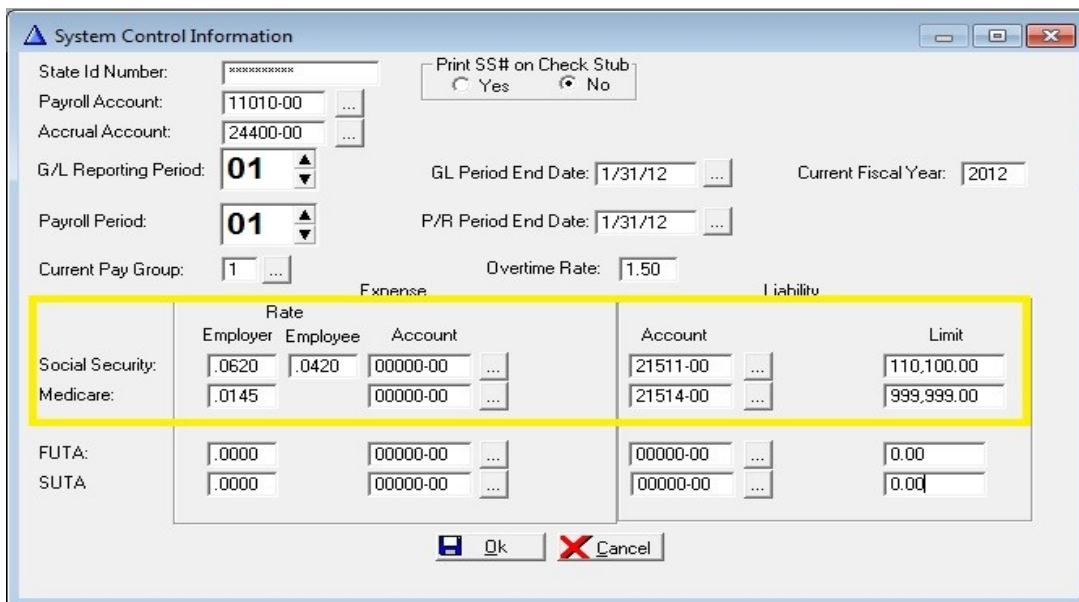 System Control Information
State Id Number: ********** Print SS# on Check Stub
Yes No
Payroll Account: 11010-00 ...
Accrual Account: 24400-00 ...
G/L Reporting Period: 01 GL Period End Date: 1/31/12 ... Current Fiscal Year: 2012
Payroll Period: 01 P/R Period End Date: 1/31/12 ...
Current Pay Group: 1 ... Overtime Rate: 1.50
Expense Liability
Rate
Employer Employee Account Account Limit
Social Security: .0620 .0420 00000-00 ... 21511-00 ... 110,100.00
Medicare: .0145 00000-00 ... 21514-00 ... 999,999.00
FUTA: .0000 00000-00 ... 00000-00 ... 0.00
SUTA .0000 00000-00 ... 00000-00 ... 0.00
Ok Cancel